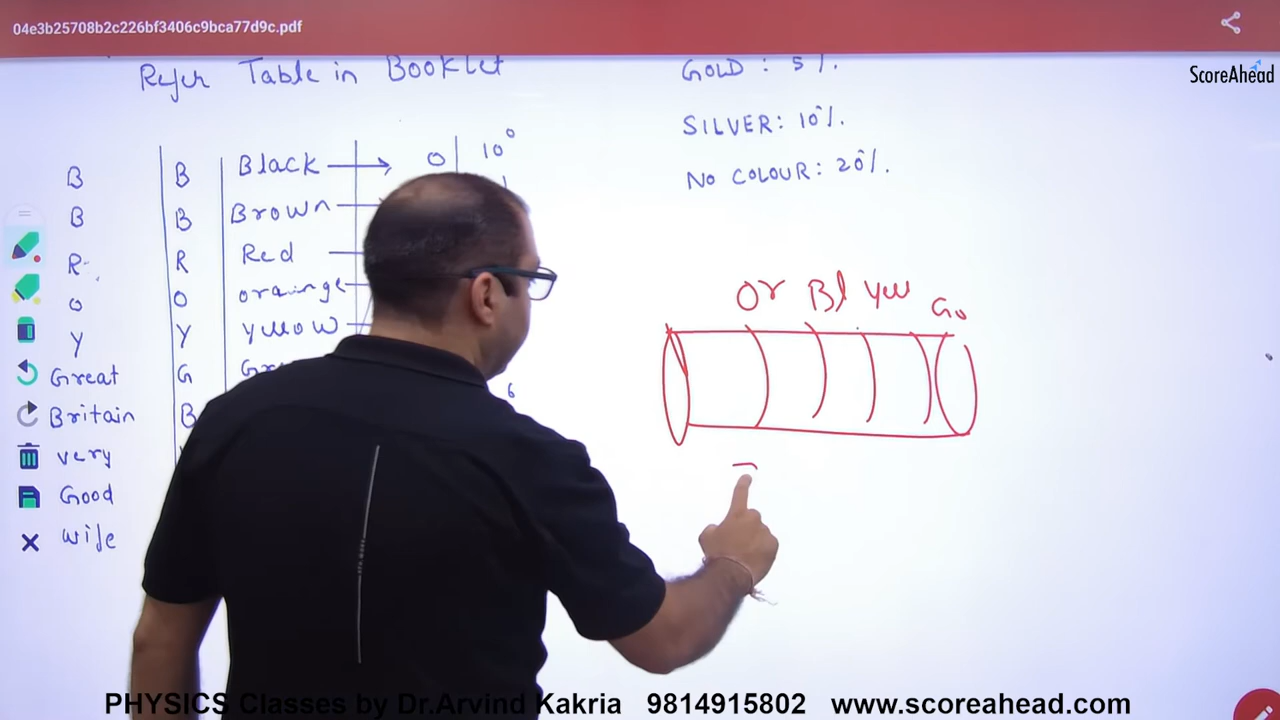 04e3b25708b2c226bf3406c9bca77d9c.pdf
ScoreAhead
Refer Table in Booklet
GOLD : 5%.
SILVER: 10%.
NO COLOUR: 20%.
B B Black 0 10⁰
B B Brown
R R Red
O O orange
Y Y yellow
Great G
Britain B 6
very
Good
wife
Or Bl Yell Go
PHYSICS Classes by Dr.Arvind Kakria 9814915802 www.scoreahead.com